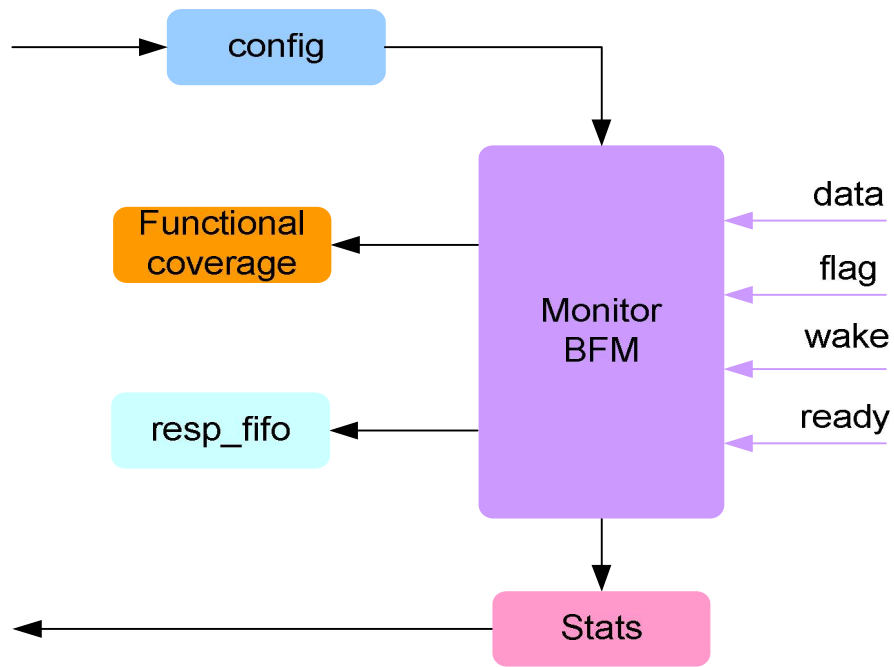 config
data
Functional
coverage
flag
Monitor
BFM
wake
ready
resp_fifo
Stats